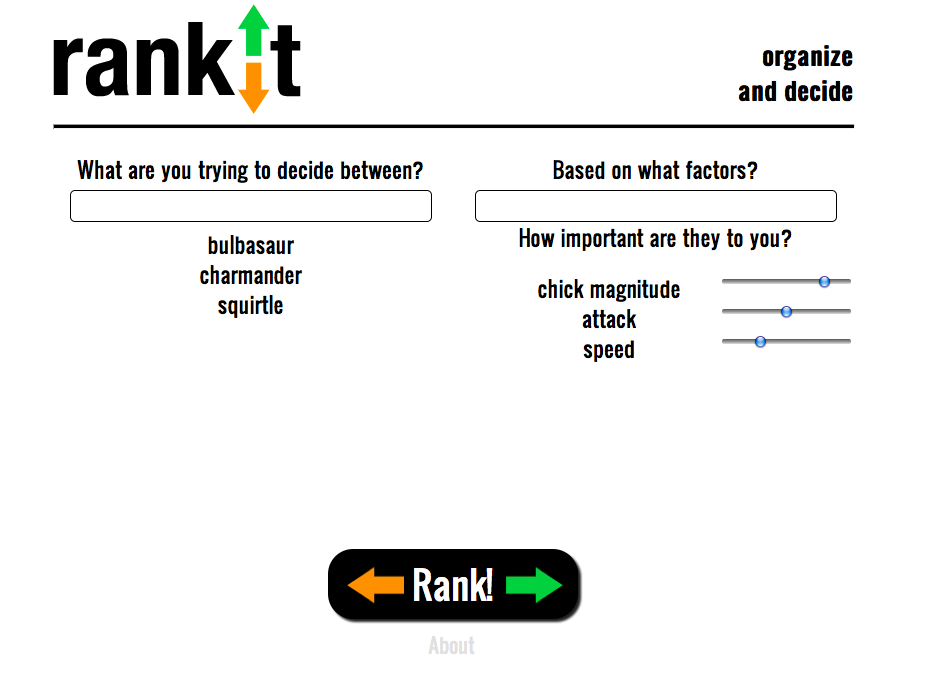 rankit
organize
and decide
What are you trying to decide between?
bulbasaur
charmander
squirtle
Based on what factors?
How important are they to you?
chick magnitude
attack
speed
Rank!
About